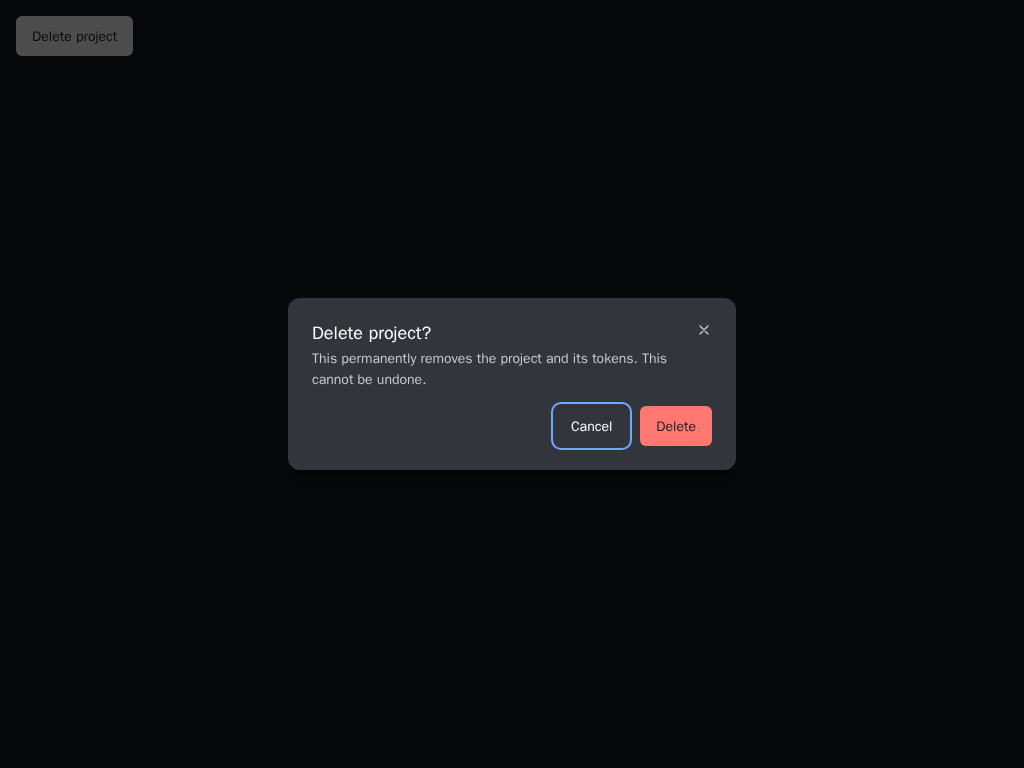 Delete project
Delete project?
This permanently removes the project and its tokens. This
cannot be undone.
Cancel
Delete